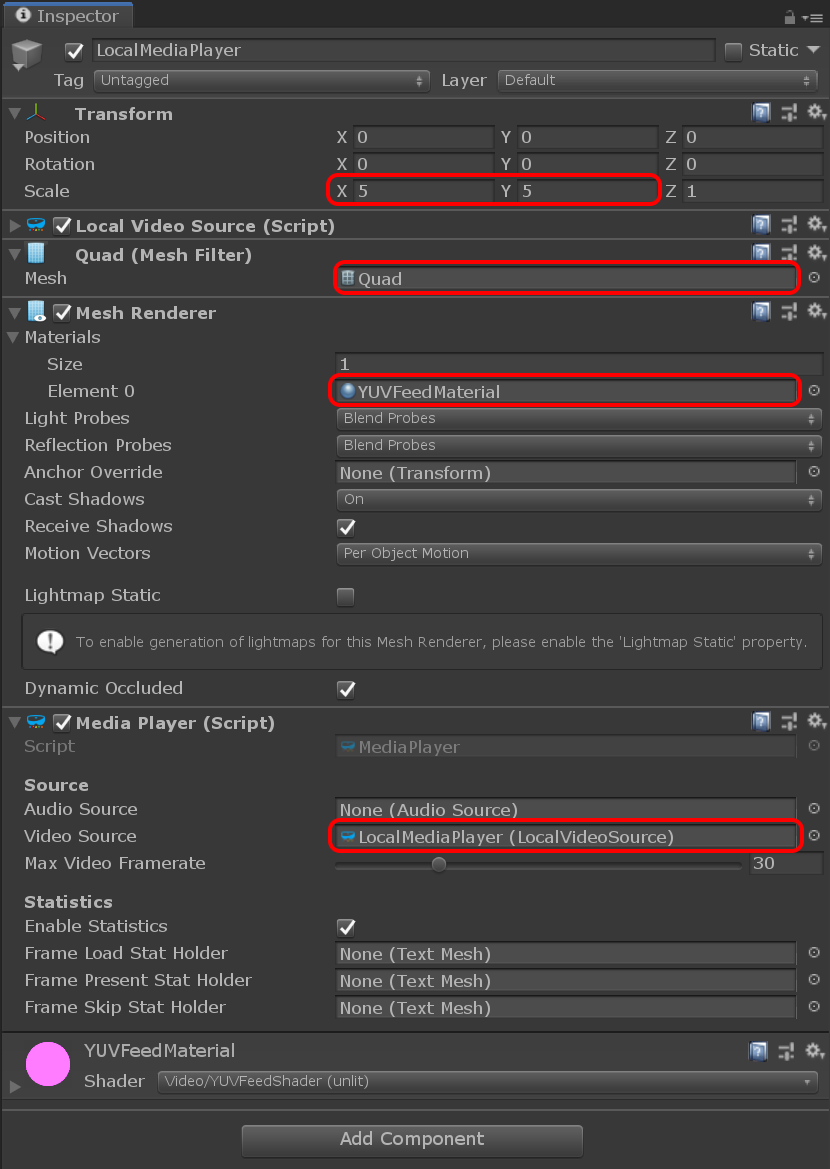 Inspector
LocalMediaPlayer Static
Tag Untagged Layer Default
Transform
Position X 0 Y 0 Z 0
Rotation X 0 Y 0 Z 0
Scale X 5 Y 5 Z 1
Local Video Source (Script)
Quad (Mesh Filter)
Mesh Quad
Mesh Renderer
Materials
Size 1
Element 0 YUVFeedMaterial
Light Probes Blend Probes
Reflection Probes Blend Probes
Anchor Override None (Transform)
Cast Shadows On
Receive Shadows
Motion Vectors Per Object Motion
Lightmap Static
To enable generation of lightmaps for this Mesh Renderer, please enable the 'Lightmap Static' property.
Dynamic Occluded
Media Player (Script)
Script MediaPlayer
Source
Audio Source None (Audio Source)
Video Source LocalMediaPlayer (LocalVideoSource)
Max Video Framerate 30
Statistics
Enable Statistics
Frame Load Stat Holder None (Text Mesh)
Frame Present Stat Holder None (Text Mesh)
Frame Skip Stat Holder None (Text Mesh)
YUVFeedMaterial
Shader Video/YUVFeedShader (unlit)
Add Component